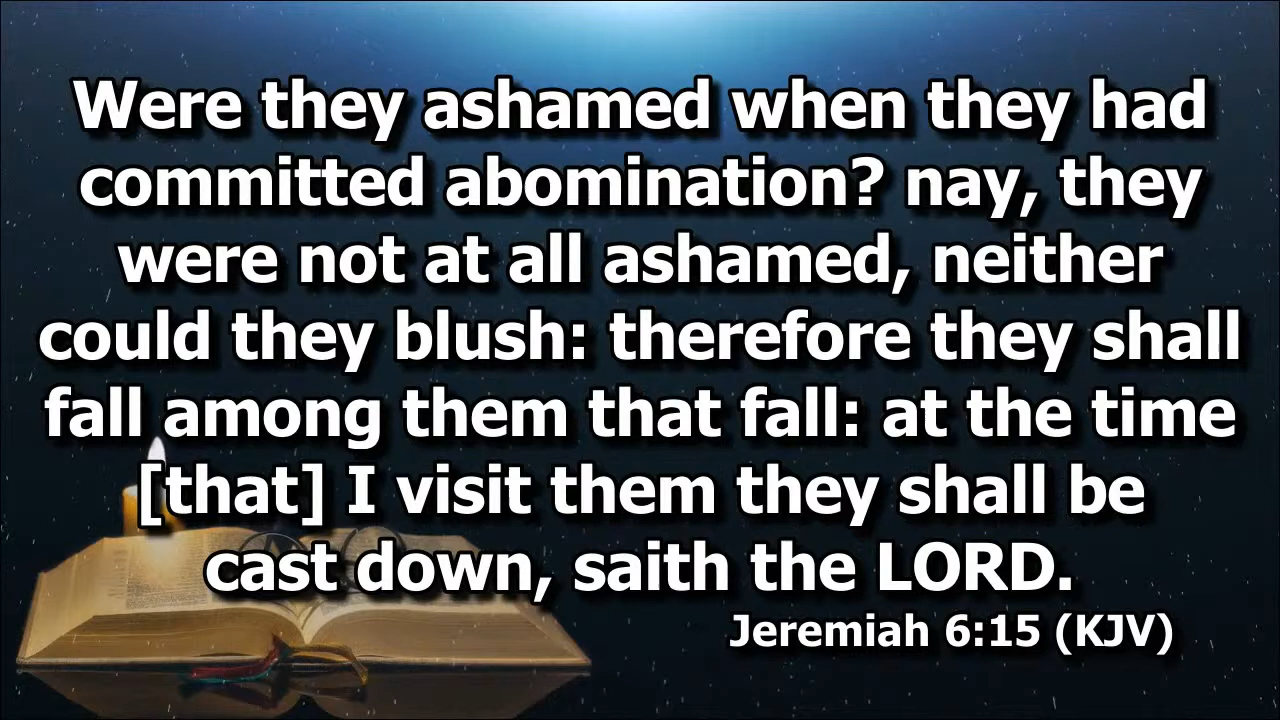 Were they ashamed when they had
committed abomination? nay, they
were not at all ashamed, neither
could they blush: therefore they shall
fall among them that fall: at the time
[that] I visit them they shall be
cast down, saith the LORD.
Jeremiah 6:15 (KJV)